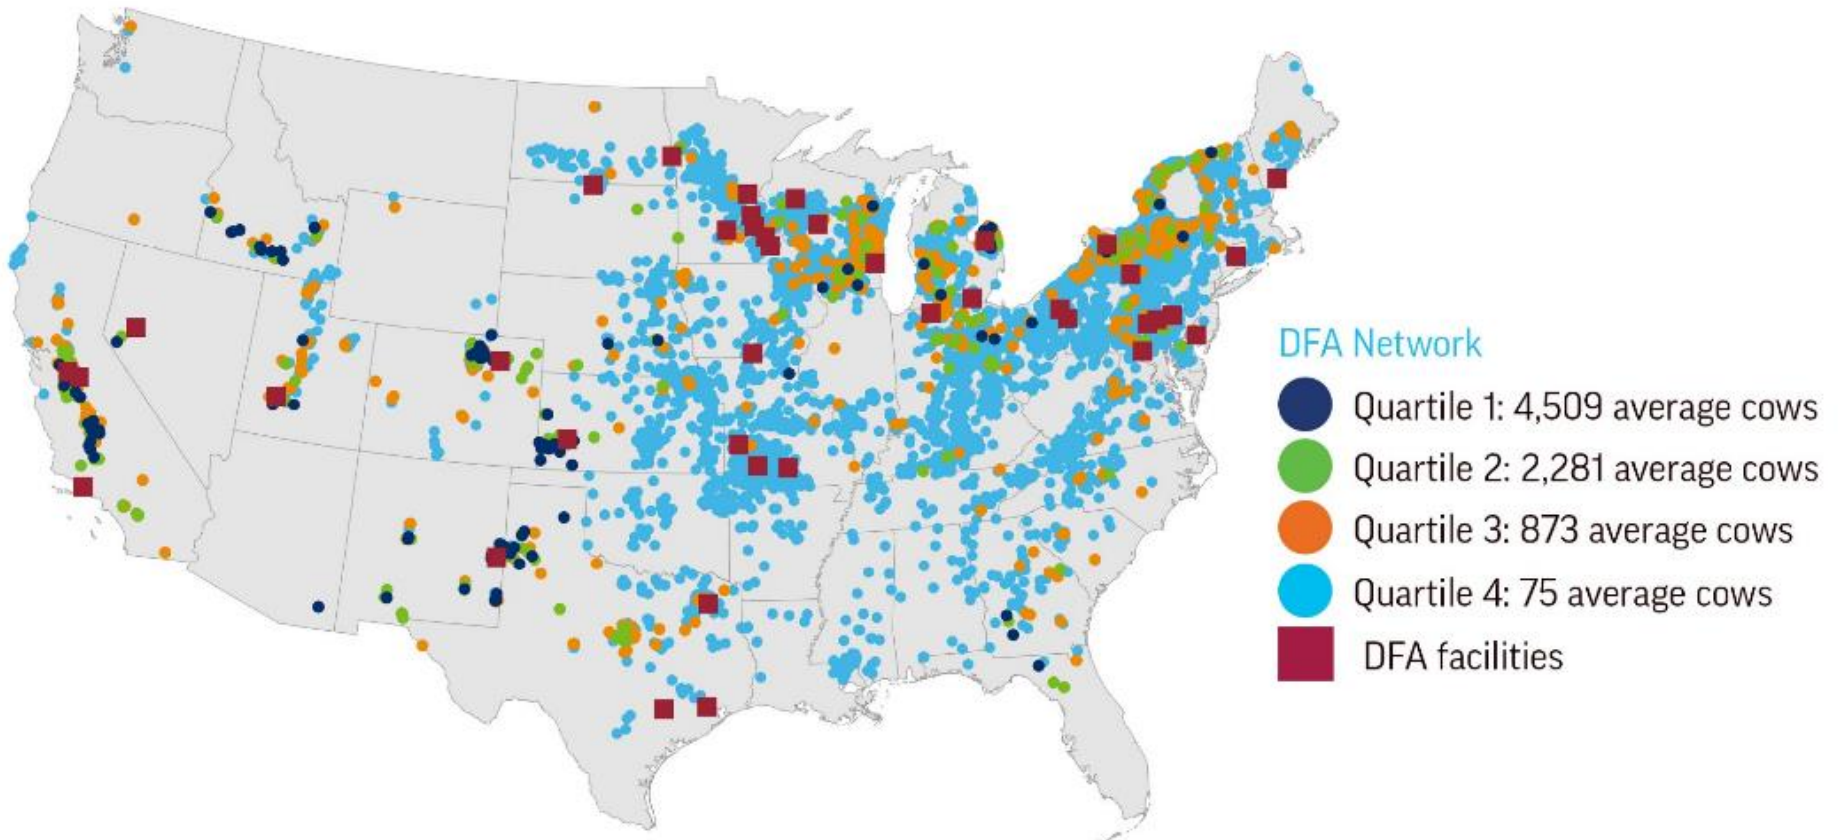 DFA Network
Quartile 1: 4,509 average cows
Quartile 2: 2,281 average cows
Quartile 3: 873 average cows
Quartile 4: 75 average cows
DFA facilities